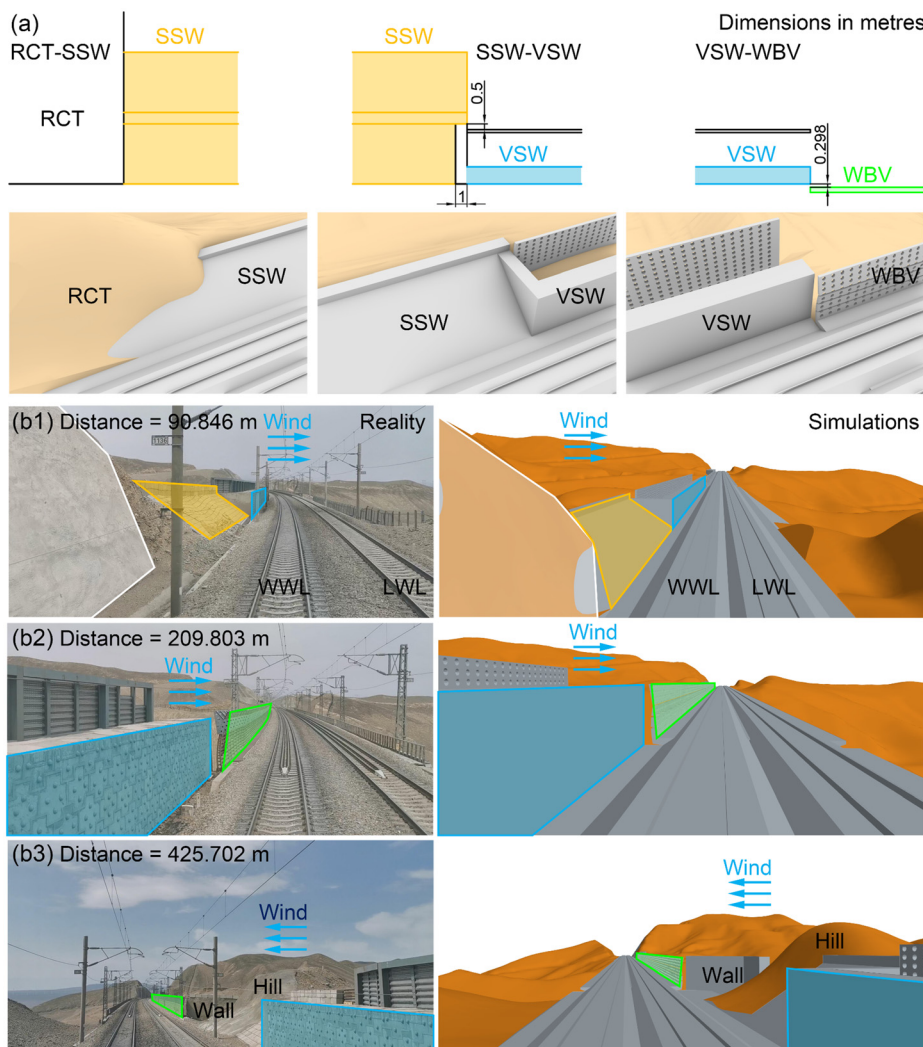 (a)
Dimensions in metres
RCT-SSW
SSW
SSW
SSW-VSW
VSW-WBV
RCT
0.5
VSW
1
VSW
0.298
WBV
RCT
SSW
SSW
VSW
VSW
WBV
(b1) Distance = 90.846 m
Wind
Reality
WWL
LWL
Wind
Simulations
WWL
LWL
(b2) Distance = 209.803 m
Wind
Wind
(b3) Distance = 425.702 m
Wind
Hill
Wall
Wind
Hill
Wall